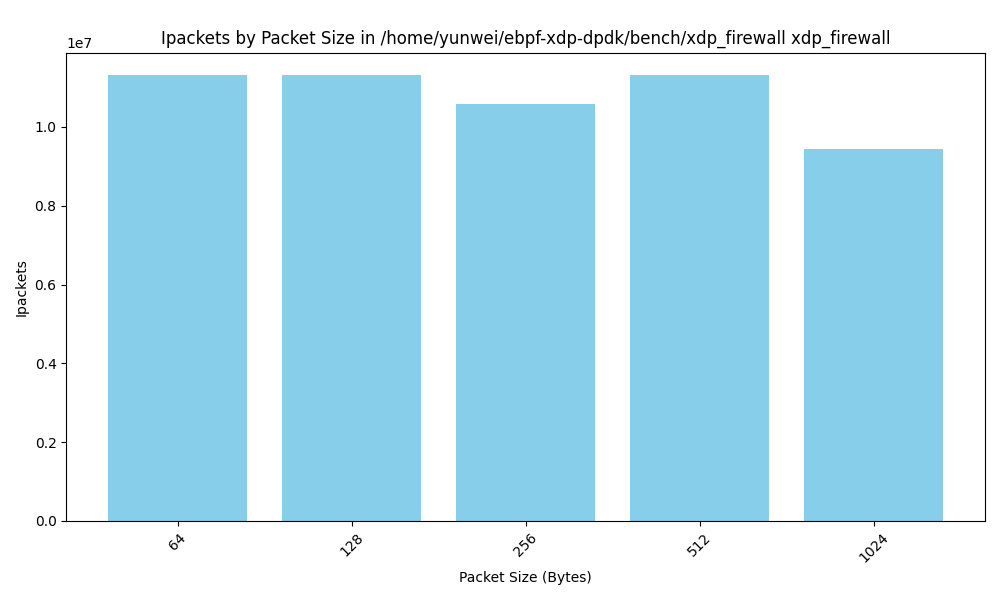 Ipackets by Packet Size in /home/yunwei/ebpf-xdp-dpdk/bench/xdp_firewall xdp_firewall
1e7
1.0
0.8
0.6
0.4
0.2
0.0
Ipackets
64
128
256
512
1024
Packet Size (Bytes)